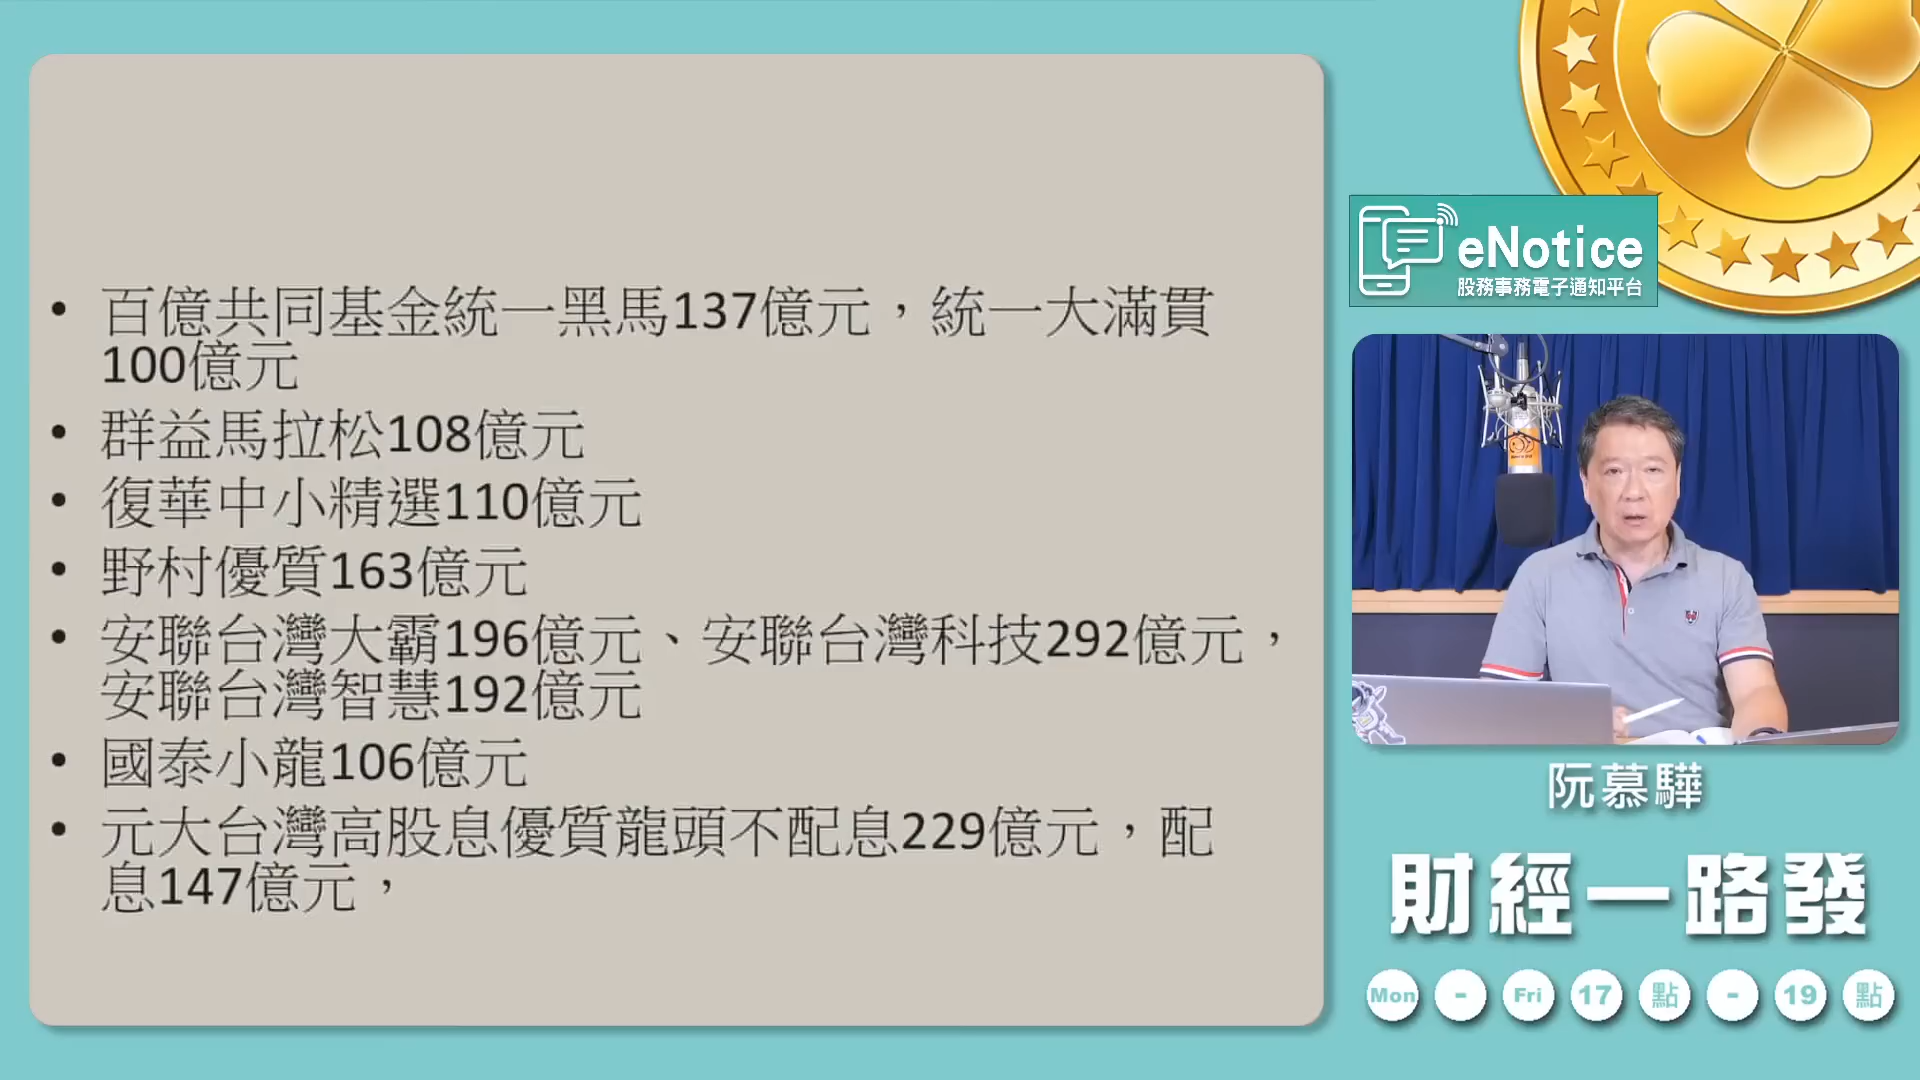 • 百億共同基金統一黑馬137億元，統一大滿貫
100億元
• 群益馬拉松108億元
• 復華中小精選110億元
• 野村優質163億元
• 安聯台灣大霸196億元、安聯台灣科技292億元，
安聯台灣智慧192億元
• 國泰小龍106億元
• 元大台灣高股息優質龍頭不配息229億元，配
息147億元，
eNotice
股務事務電子通知平台
阮慕驊
財經一路發
Mon - Fri 17 點 - 19 點